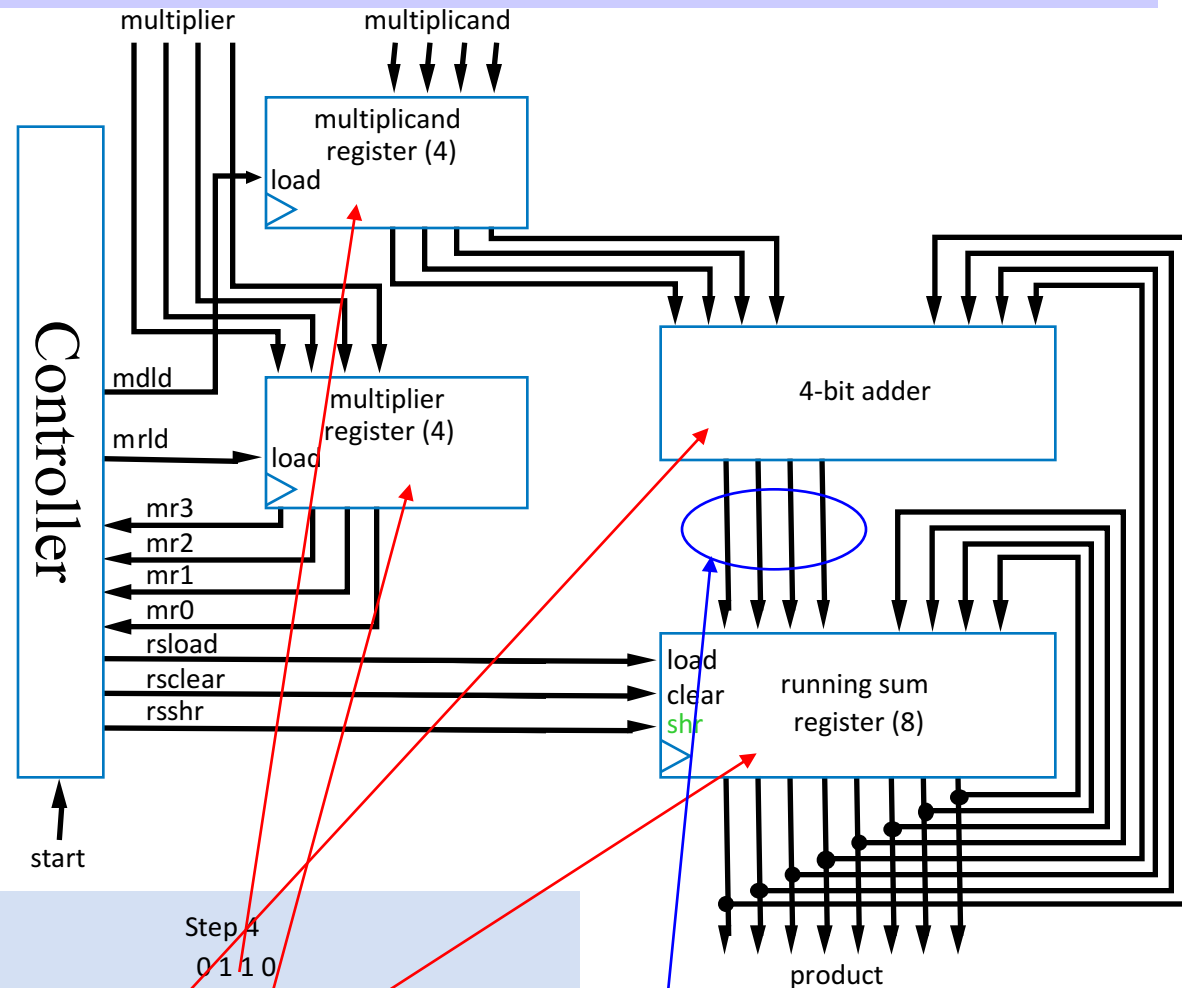 multiplier
multiplicand
multiplicand
register (4)
load
Controller
mdld
mrld
multiplier
register (4)
load
mr3
mr2
mr1
mr0
rsload
rsclear
rsshr
4-bit adder
load
clear
shr
running sum
register (8)
start
Step 4
0 1 1 0
product